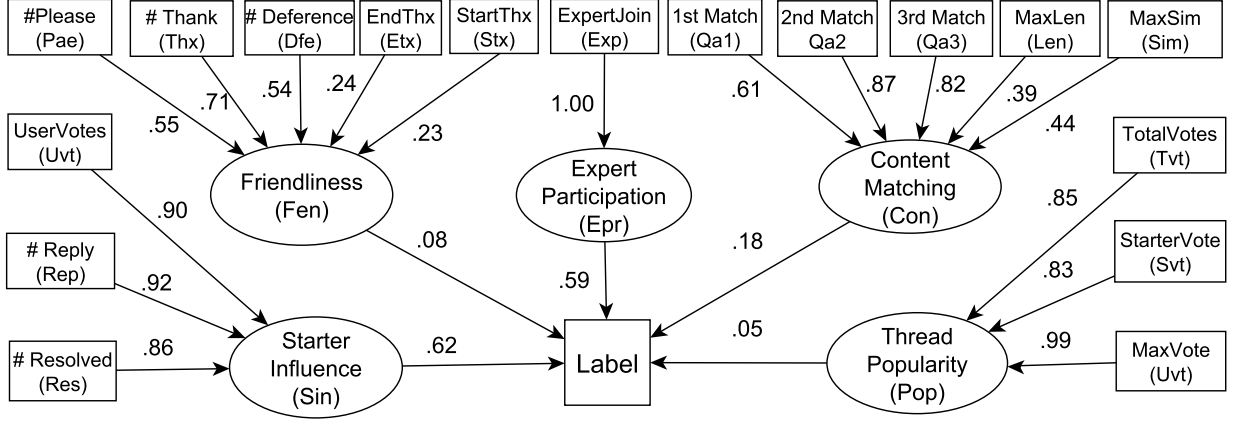 #Please
(Pae)
# Thank
(Thx)
# Deference
(Dfe)
EndThx
(Etx)
StartThx
(Stx)
ExpertJoin
(Exp)
1st Match
(Qa1)
2nd Match
Qa2
3rd Match
(Qa3)
MaxLen
(Len)
MaxSim
(Sim)
.55
.71
.54
.24
.23
1.00
.61
.87
.82
.39
.44
UserVotes
(Uvt)
Friendliness
(Fen)
Expert
Participation
(Epr)
Content
Matching
(Con)
TotalVotes
(Tvt)
.90
.08
.59
.18
.85
# Reply
(Rep)
.92
StarterVote
(Svt)
.83
# Resolved
(Res)
.86
Starter
Influence
(Sin)
.62
Label
.05
Thread
Popularity
(Pop)
.99
MaxVote
(Uvt)